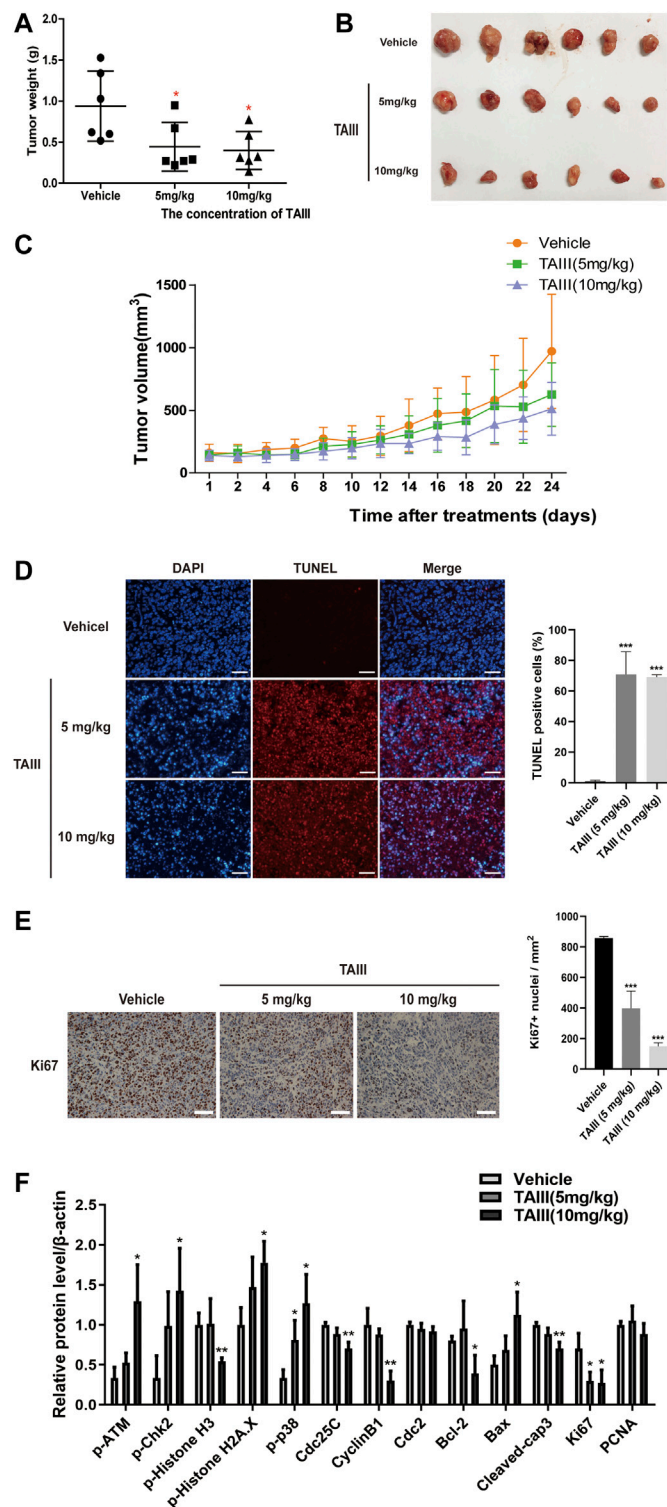 A
Tumor weight (g)
2.0
1.5
1.0
0.5
0.0
*
*
Vehicle
5mg/kg
10mg/kg
The concentration of TAIII
B
Vehicle
TAIII
5mg/kg
10mg/kg
C
Vehicle
TAIII(5mg/kg)
TAIII(10mg/kg)
Tumor volume(mm³)
1500
1000
500
0
1 2 4 6 8 10 12 14 16 18 20 22 24
Time after treatments (days)
D
DAPI TUNEL Merge
Vehicel
TAIII
5 mg/kg
10 mg/kg
TUNEL positive cells (%)
100
80
60
40
20
0
***
***
Vehicle
TAIII (5 mg/kg)
TAIII (10 mg/kg)
E
TAIII
Vehicle 5 mg/kg 10 mg/kg
Ki67
Ki67+ nuclei / mm²
1000
800
600
400
200
0
***
***
Vehicle
TAIII (5 mg/kg)
TAIII (10 mg/kg)
F
Vehicle
TAIII(5mg/kg)
TAIII(10mg/kg)
Relative protein level/β-actin
2.5
2.0
1.5
1.0
0.5
0.0
*
*
**
*
*
*
**
**
*
*
**
*
*
p-ATM
p-Chk2
p-Histone H3
p-Histone H2A.X
p-p38
Cdc25C
CyclinB1
Cdc2
Bcl-2
Bax
Cleaved-cap3
Ki67
PCNA